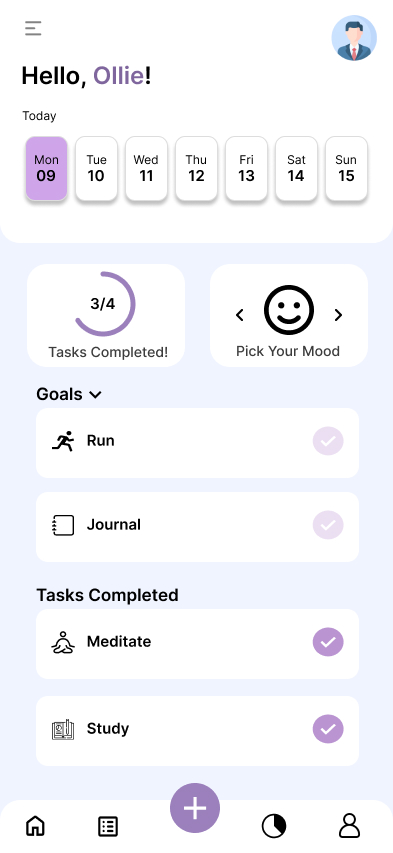 Hello, Ollie!
Today
Mon Tue Wed Thu Fri Sat Sun
09 10 11 12 13 14 15
3/4
Tasks Completed!
Pick Your Mood
Goals
Run
Journal
Tasks Completed
Meditate
Study